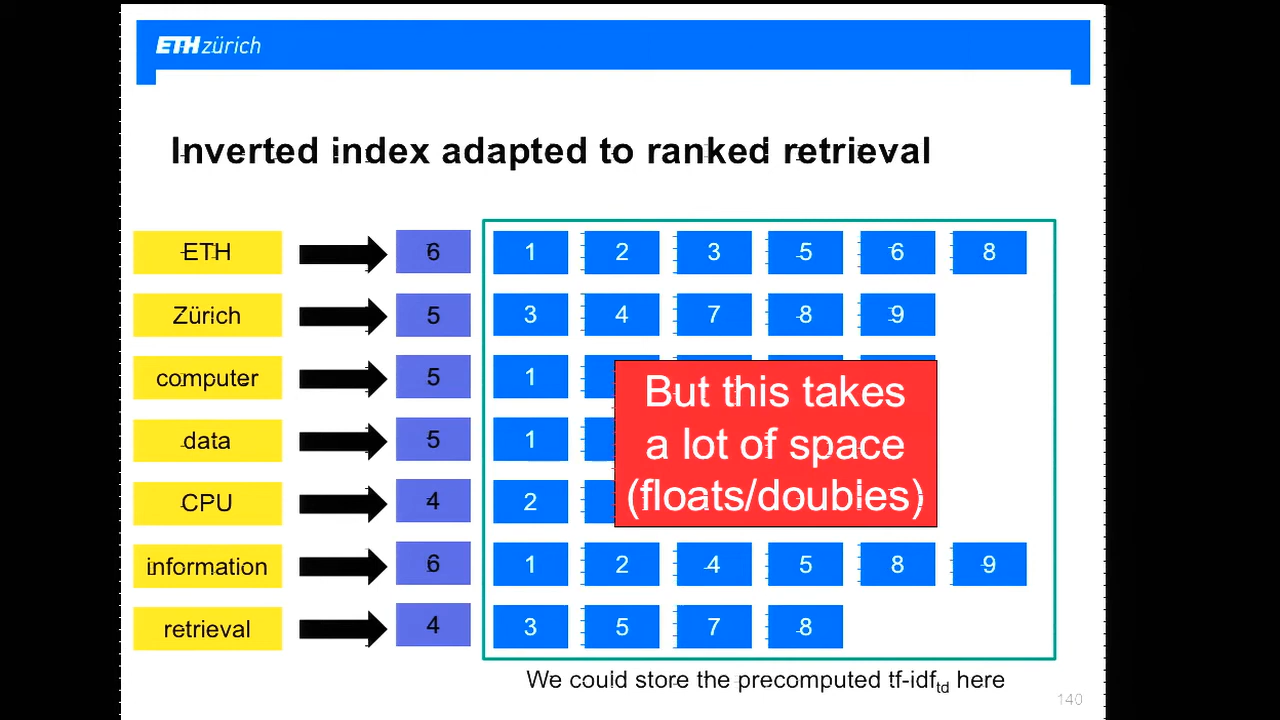 ETH zürich
Inverted index adapted to ranked retrieval
ETH 6 1 2 3 5 6 8
Zürich 5 3 4 7 8 9
computer 5 1
data 5 1
CPU 4 2
But this takes
a lot of space
(floats/doubles)
information 6 1 2 4 5 8 9
retrieval 4 3 5 7 8
We could store the precomputed tf-idftd here
140